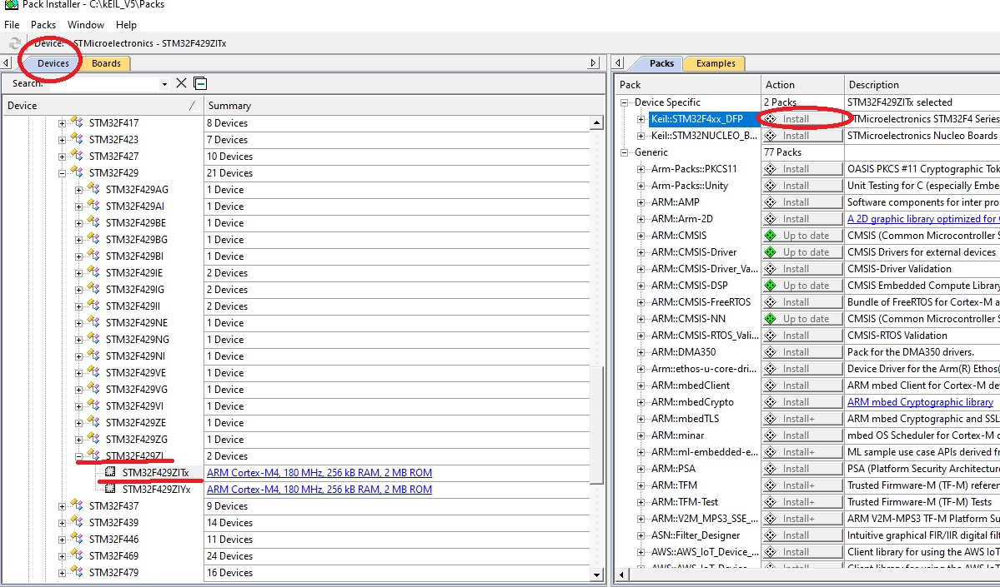 Pack Installer - C:\kEIL_V5\Packs
File Packs Window Help
Device: STMicroelectronics - STM32F429ZITx
Devices Boards
Search:
Device / Summary
STM32F417 8 Devices
STM32F423 7 Devices
STM32F427 10 Devices
STM32F429 21 Devices
STM32F429AG 1 Device
STM32F429AI 1 Device
STM32F429BE 1 Device
STM32F429BG 1 Device
STM32F429BI 1 Device
STM32F429IE 2 Devices
STM32F429IG 2 Devices
STM32F429II 2 Devices
STM32F429NE 1 Device
STM32F429NG 1 Device
STM32F429NI 1 Device
STM32F429VE 1 Device
STM32F429VG 1 Device
STM32F429VI 1 Device
STM32F429ZE 1 Device
STM32F429ZG 1 Device
STM32F429ZI 2 Devices
STM32F429ZITx ARM Cortex-M4, 180 MHz, 256 kB RAM, 2 MB ROM
STM32F429ZIYx ARM Cortex-M4, 180 MHz, 256 kB RAM, 2 MB ROM
STM32F437 9 Devices
STM32F439 14 Devices
STM32F446 11 Devices
STM32F469 24 Devices
STM32F479 16 Devices
Packs Examples
Pack Action Description
Device Specific 2 Packs STM32F429ZITx selected
Keil::STM32F4xx_DFP Install STMicroelectronics STM32F4 Series
Keil::STM32NUCLEO_B... Install STMicroelectronics Nucleo Boards
Generic 77 Packs
Arm-Packs::PKCS11 Install OASIS PKCS #11 Cryptographic Tok
Arm-Packs::Unity Install Unit Testing for C (especially Embe
ARM::AMP Install Software components for inter pro
ARM::Arm-2D Install A 2D graphic library optimized for
ARM::CMSIS Up to date CMSIS (Common Microcontroller S
ARM::CMSIS-Driver Up to date CMSIS Drivers for external devices
ARM::CMSIS-Driver_Va... Install CMSIS-Driver Validation
ARM::CMSIS-DSP Up to date CMSIS Embedded Compute Library
ARM::CMSIS-FreeRTOS Install Bundle of FreeRTOS for Cortex-M a
ARM::CMSIS-NN Up to date CMSIS (Common Microcontroller S
ARM::CMSIS-RTOS_Vali... Install CMSIS-RTOS Validation
ARM::DMA350 Install Pack for the DMA350 drivers.
Arm::ethos-u-core-dri... Install Device Driver for the Arm(R) Ethos(
ARM::mbedClient Install ARM mbed Client for Cortex-M de
ARM::mbedCrypto Install ARM mbed Cryptographic library
ARM::mbedTLS Install+ ARM mbed Cryptographic and SSL
ARM::minar Install mbed OS Scheduler for Cortex-M d
ARM::ml-embedded-e... Install+ ML sample use case APIs derived fr
ARM::PSA Install PSA (Platform Security Architecture
ARM::TFM Install+ Trusted Firmware-M (TF-M) referen
ARM::TFM-Test Install+ Trusted Firmware-M (TF-M) Tests
ARM::V2M_MPS3_SSE_... Install+ ARM V2M-MPS3 TF-M Platform Su
ASN::Filter_Designer Install Intuitive graphical FIR/IIR digital filt
AWS::AWS_IoT_Device_... Install Client library for using the AWS IoT